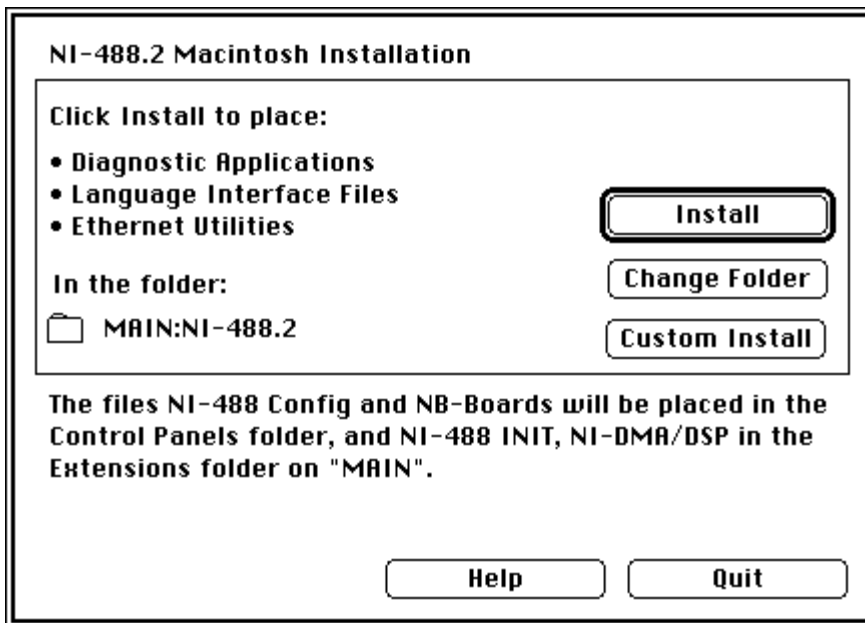 NI-488.2 Macintosh Installation
Click Install to place:
• Diagnostic Applications
• Language Interface Files
• Ethernet Utilities
Install
In the folder:
Change Folder
MAIN:NI-488.2
Custom Install
The files NI-488 Config and NB-Boards will be placed in the
Control Panels folder, and NI-488 INIT, NI-DMA/DSP in the
Extensions folder on "MAIN".
Help
Quit